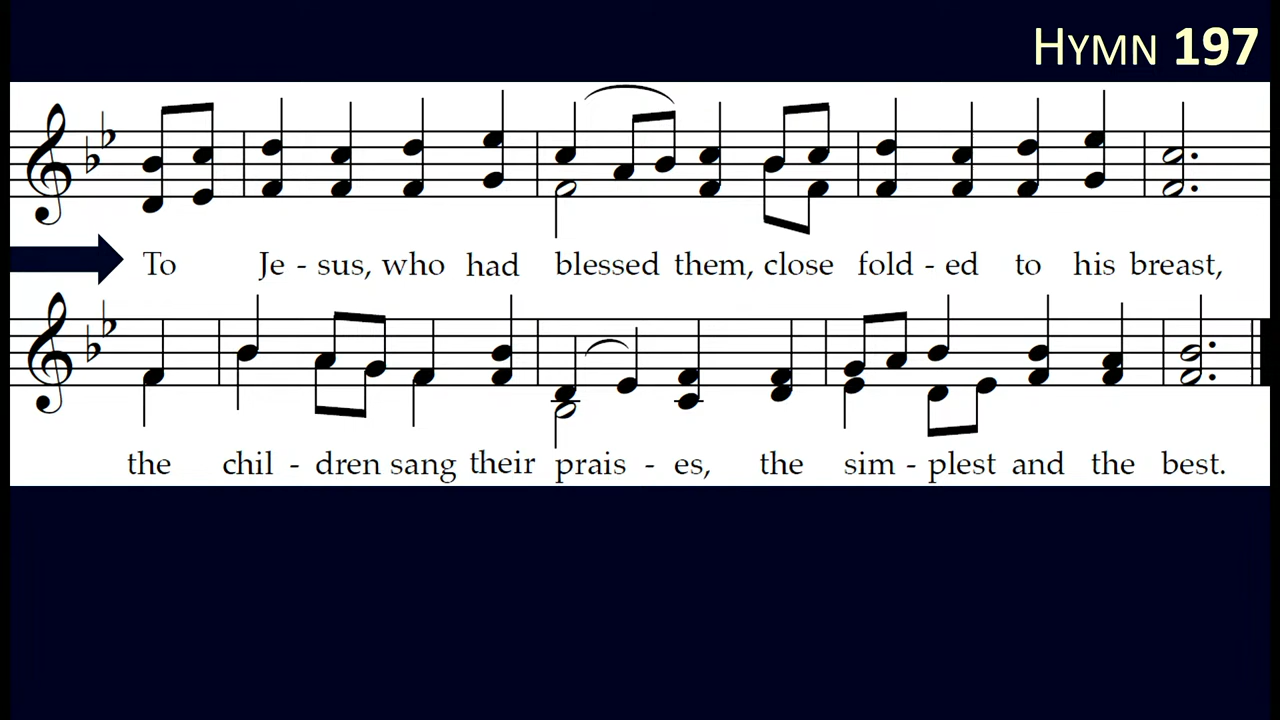 HYMN 197
To Je - sus, who had blessed them, close fold - ed to his breast,
the chil - dren sang their prais - es, the sim - plest and the best.